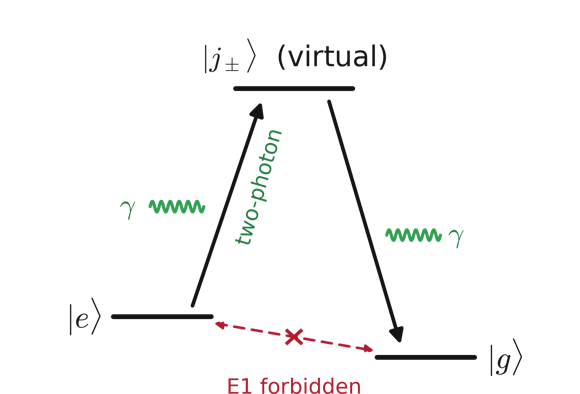 |j±⟩ (virtual)
two-photon
γ
γ
|e⟩
|g⟩
E1 forbidden